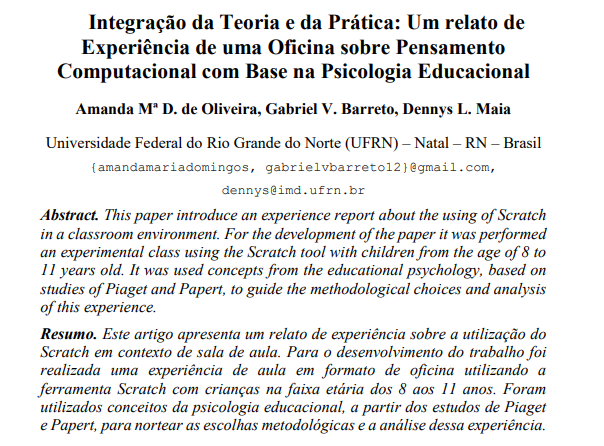 Integração da Teoria e da Prática: Um relato de
Experiência de uma Oficina sobre Pensamento
Computacional com Base na Psicologia Educacional
Amanda Mª D. de Oliveira, Gabriel V. Barreto, Dennys L. Maia
Universidade Federal do Rio Grande do Norte (UFRN) – Natal – RN – Brasil
{amandamariadomingos, gabrielvbarreto12}@gmail.com,
dennys@imd.ufrn.br
Abstract. This paper introduce an experience report about the using of Scratch
in a classroom environment. For the development of the paper it was performed
an experimental class using the Scratch tool with children from the age of 8 to
11 years old. It was used concepts from the educational psychology, based on
studies of Piaget and Papert, to guide the methodological choices and analysis
of this experience.
Resumo. Este artigo apresenta um relato de experiência sobre a utilização do
Scratch em contexto de sala de aula. Para o desenvolvimento do trabalho foi
realizada uma experiência de aula em formato de oficina utilizando a
ferramenta Scratch com crianças na faixa etária dos 8 aos 11 anos. Foram
utilizados conceitos da psicologia educacional, a partir dos estudos de Piaget
e Papert, para nortear as escolhas metodológicas e a análise dessa experiência.